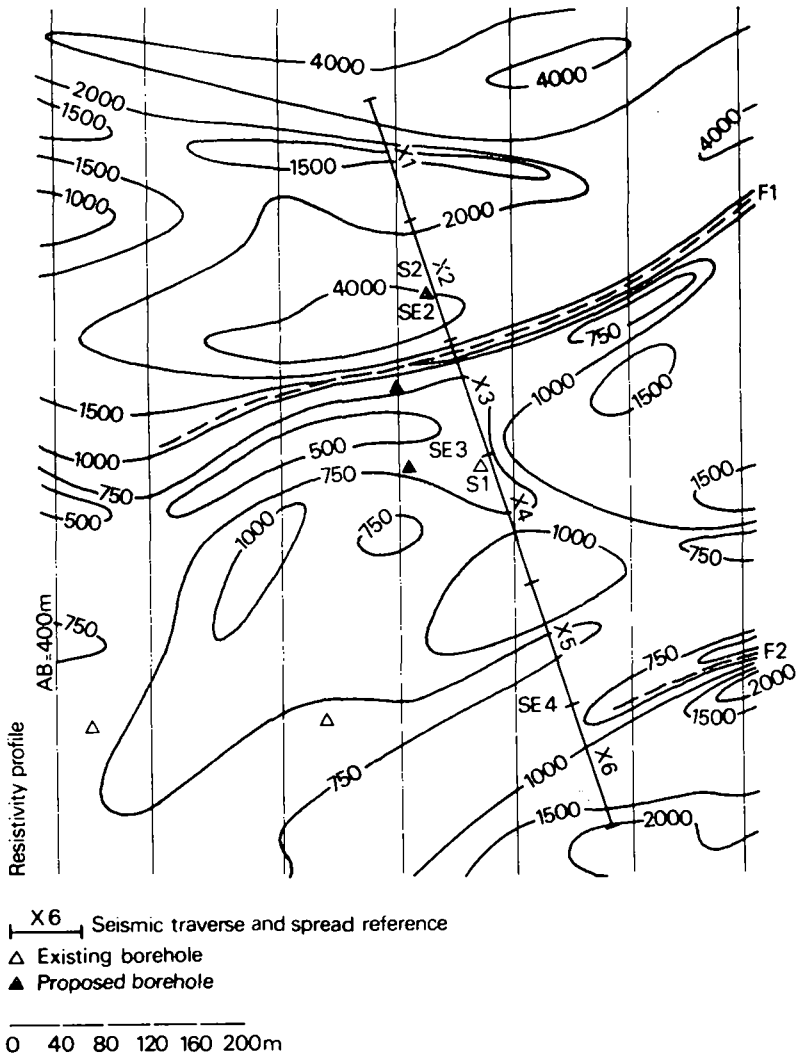 4000
4000
2000
1500
4000
1500
X1
1500
F1
1000
2000
S2
X2
4000
SE2
750
1500
X3
1000
1500
500
SE3
1000
750
1500
S1
750
X4
500
1000
750
1000
750
750
X5
750
F2
AB=400m
2000
SE4
1500
X6
750
1000
1500
2000
Resistivity profile
X6 Seismic traverse and spread reference
Existing borehole
Proposed borehole
0 40 80 120 160 200m